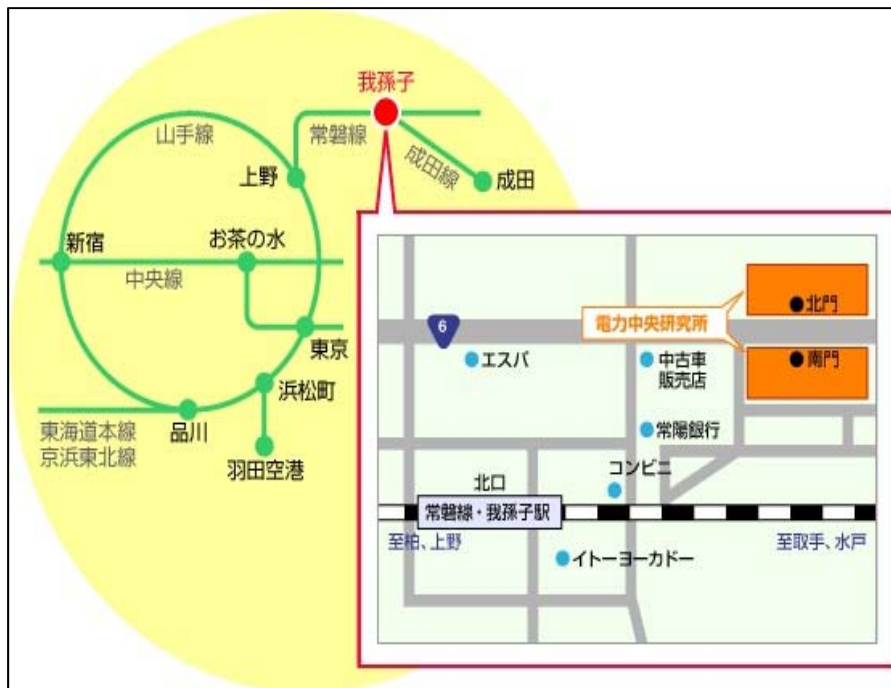 我孫子
山手線
常磐線
成田線
上野
成田
新宿
お茶の水
中央線
東京
浜松町
品川
東海道本線
京浜東北線
羽田空港
北門
電力中央研究所
6
エスパ
中古車
販売店
南門
常陽銀行
コンビニ
北口
常磐線・我孫子駅
至柏、上野
至取手、水戸
イトーヨーカドー